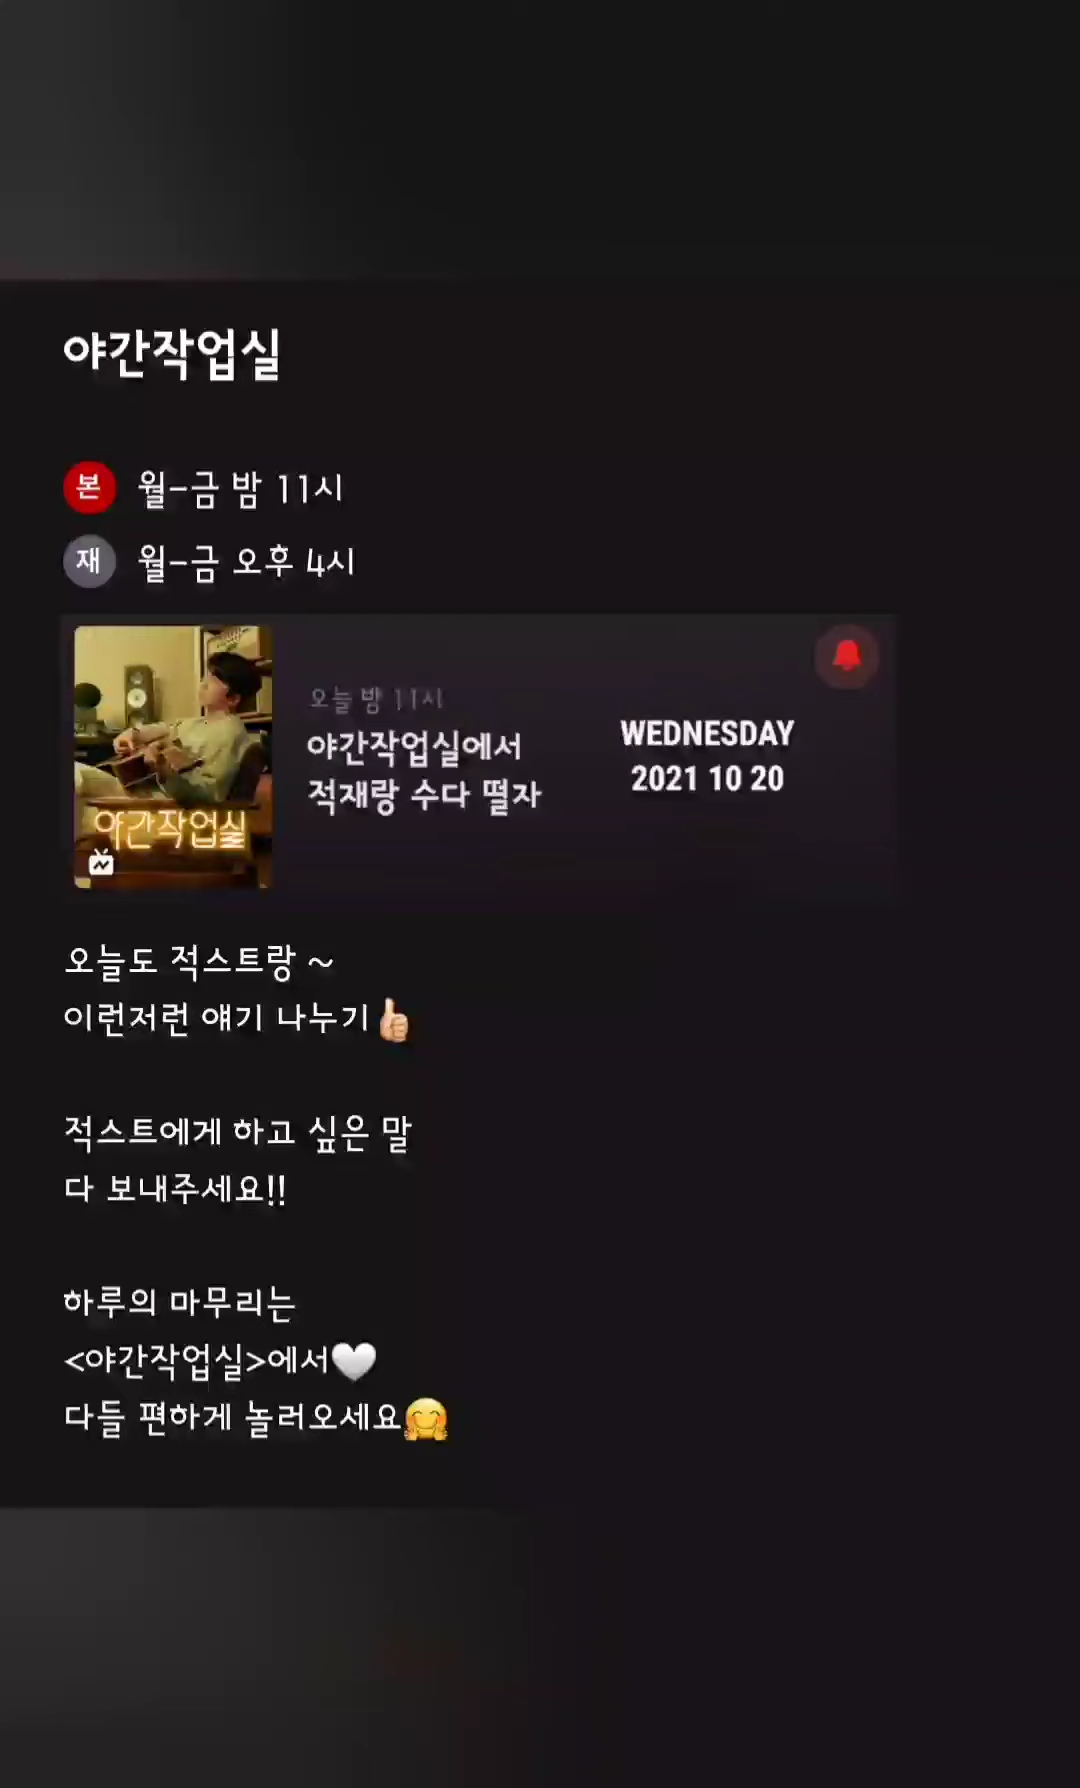 야간작업실
본 월-금 밤 11시
재 월-금 오후 4시
오늘 밤 11시
야간작업실에서
적재랑 수다 떨자
WEDNESDAY
2021 10 20
야간작업실
오늘도 적스트랑 ~
이런저런 얘기 나누기👍🏻
적스트에게 하고 싶은 말
다 보내주세요!!
하루의 마무리는
<야간작업실>에서🤍
다들 편하게 놀러오세요🤗